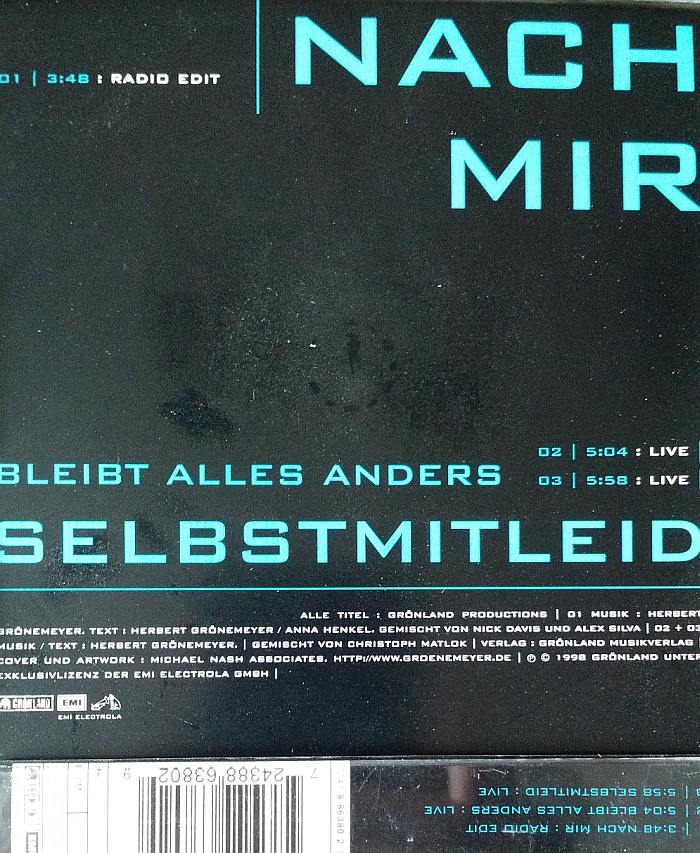 01 | 3:48 : RADIO EDIT
NACH
MIR
02 | 5:04 : LIVE
BLEIBT ALLES ANDERS
03 | 5:58 : LIVE
SELBSTMITLEID
ALLE TITEL : GRÖNLAND PRODUCTIONS | 01 MUSIK : HERBERT
GRÖNEMEYER. TEXT : HERBERT GRÖNEMEYER / ANNA HENKEL. GEMISCHT VON NICK DAVIS UND ALEX SILVA | 02 + 03
MUSIK / TEXT : HERBERT GRÖNEMEYER. | GEMISCHT VON CHRISTOPH MATLOK | VERLAG : GRÖNLAND MUSIKVERLAG |
COVER UND ARTWORK : MICHAEL NASH ASSOCIATES. HTTP://WWW.GROENEMEYER.DE | ℗ © 1998 GRÖNLAND UNTER
EXKLUSIVLIZENZ DER EMI ELECTROLA GMBH |
GRÖNLAND EMI
EMI ELECTROLA
3:48 NACH MIR : RADIO EDIT
5:04 BLEIBT ALLES ANDERS : LIVE
5:58 SELBSTMITLEID : LIVE
7 24388 63802